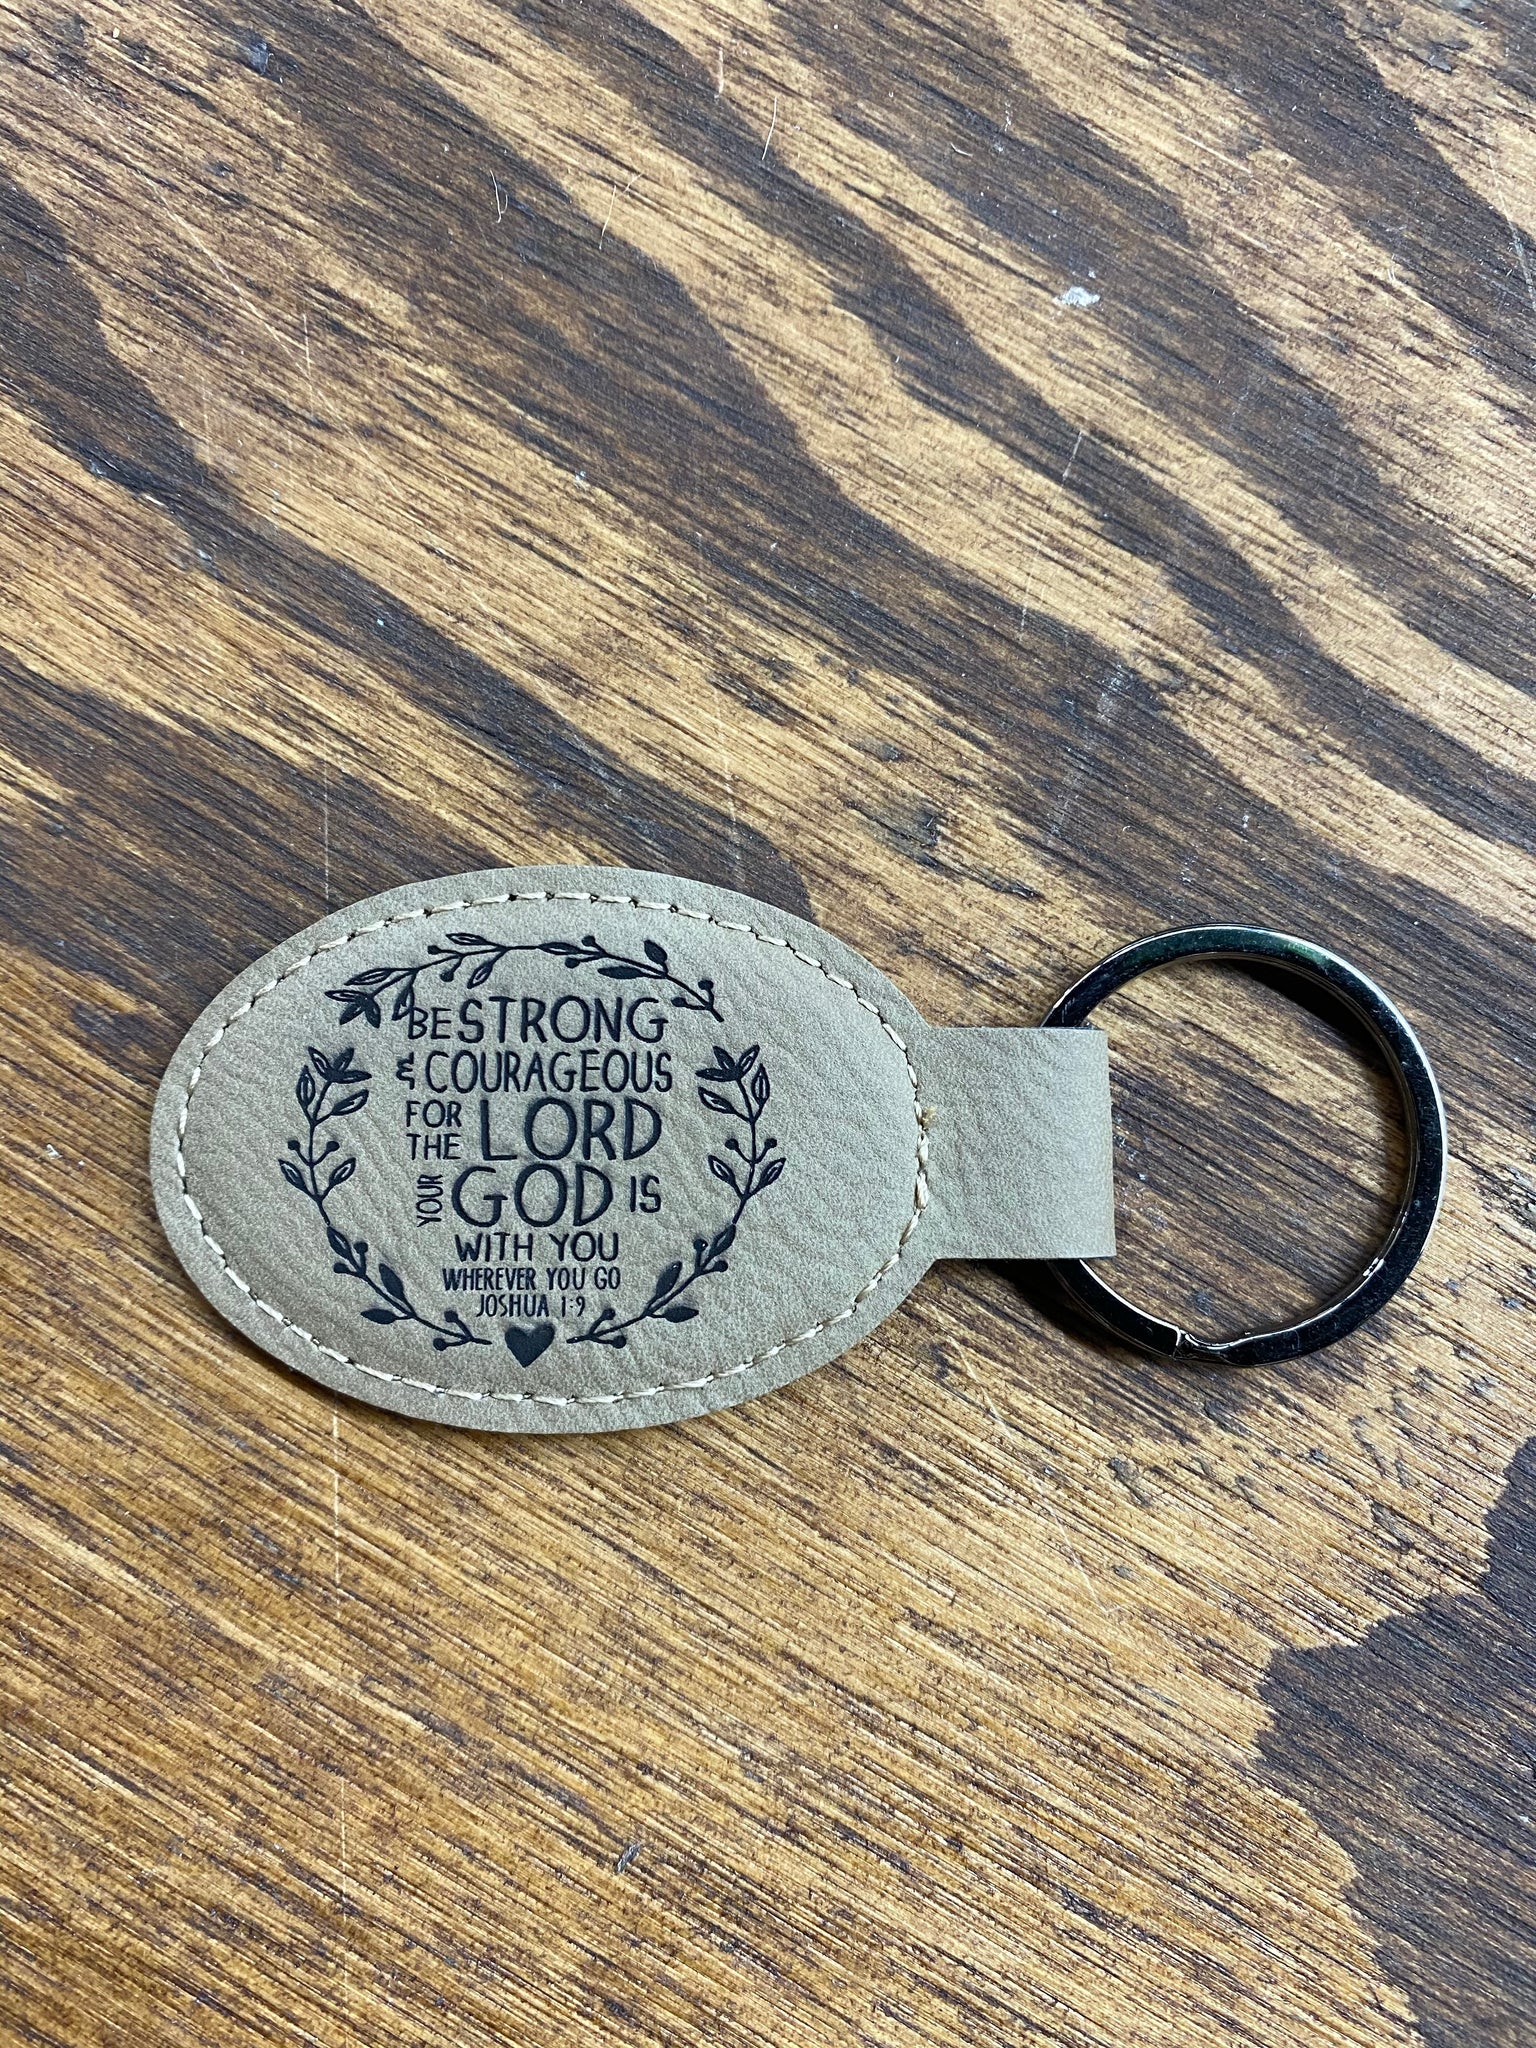 BE STRONG
& COURAGEOUS
FOR THE LORD
YOUR GOD IS
WITH YOU
WHEREVER YOU GO
JOSHUA 1:9